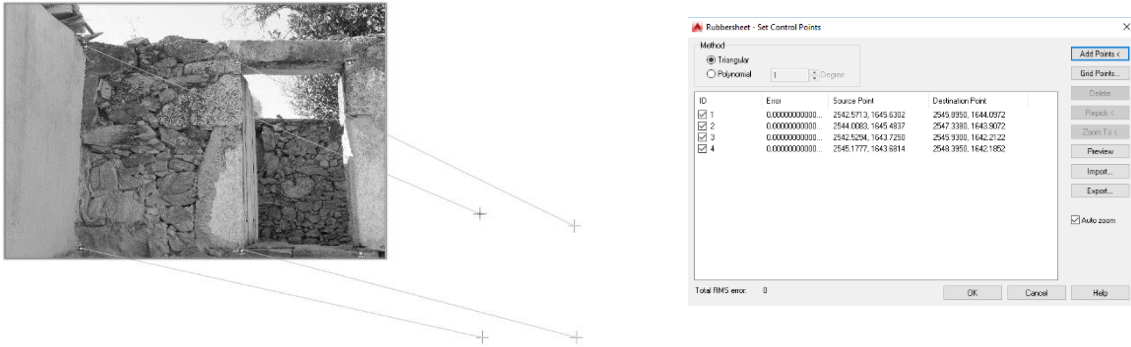 Rubbersheet - Set Control Points
Method
Triangular
Polynomial 1 Degree
Add Points <
Grid Points...
Delete
Repick <
Zoom To <
Preview
Import...
Export...
Auto zoom
ID Error Source Point Destination Point
1 0.00000000000... 2542.5713, 1645.6302 2545.8950, 1644.0972
2 0.00000000000... 2544.0083, 1645.4837 2547.3380, 1643.9072
3 0.00000000000... 2542.5294, 1643.7250 2545.9300, 1642.2122
4 0.00000000000... 2545.1777, 1643.6814 2548.3950, 1642.1852
Total RMS error: 0
OK Cancel Help